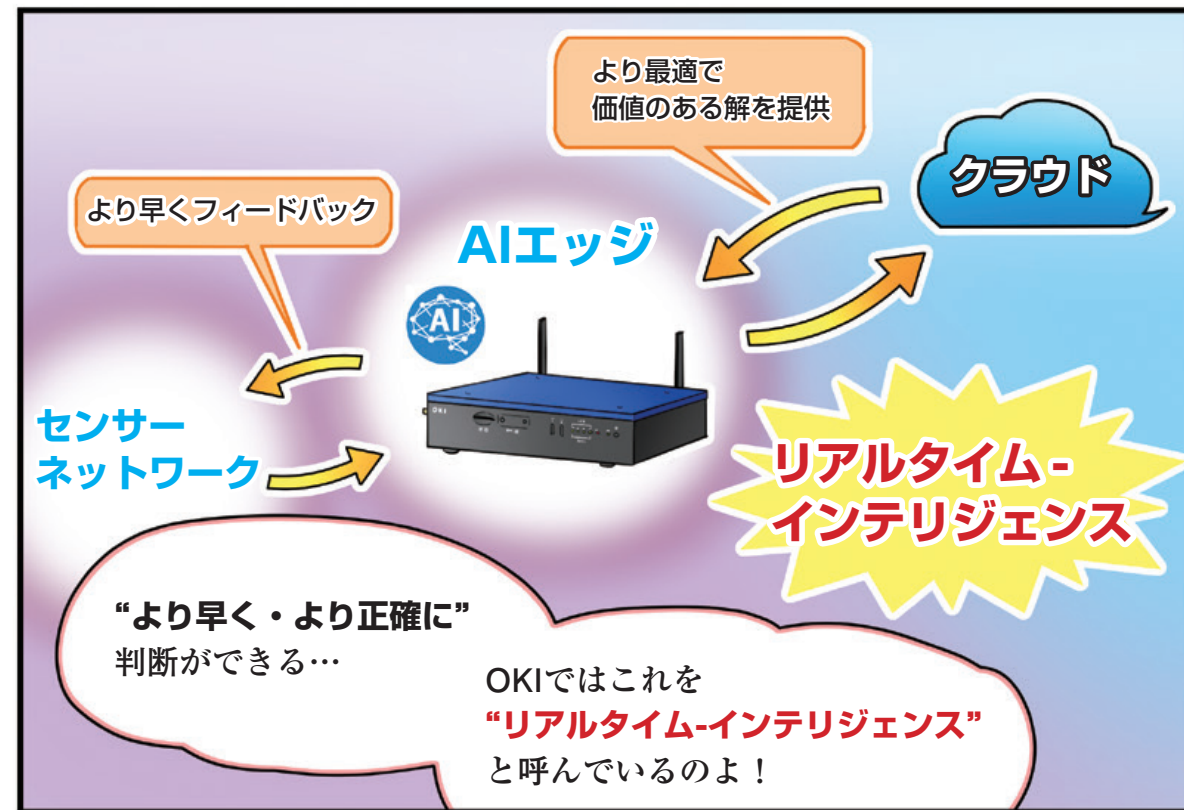 より最適で
価値のある解を提供
クラウド
より早くフィードバック
AIエッジ
AI
OKI
センサー
ネットワーク
リアルタイム-
インテリジェンス
“より早く・より正確に”
判断ができる…
OKIではこれを
“リアルタイム-インテリジェンス”
と呼んでいるのよ！